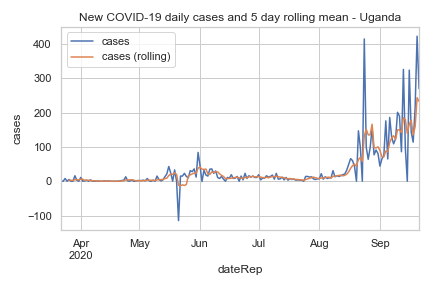 New COVID-19 daily cases and 5 day rolling mean - Uganda
cases
cases (rolling)
400
300
200
100
0
−100
cases
Apr May Jun Jul Aug Sep
2020
dateRep